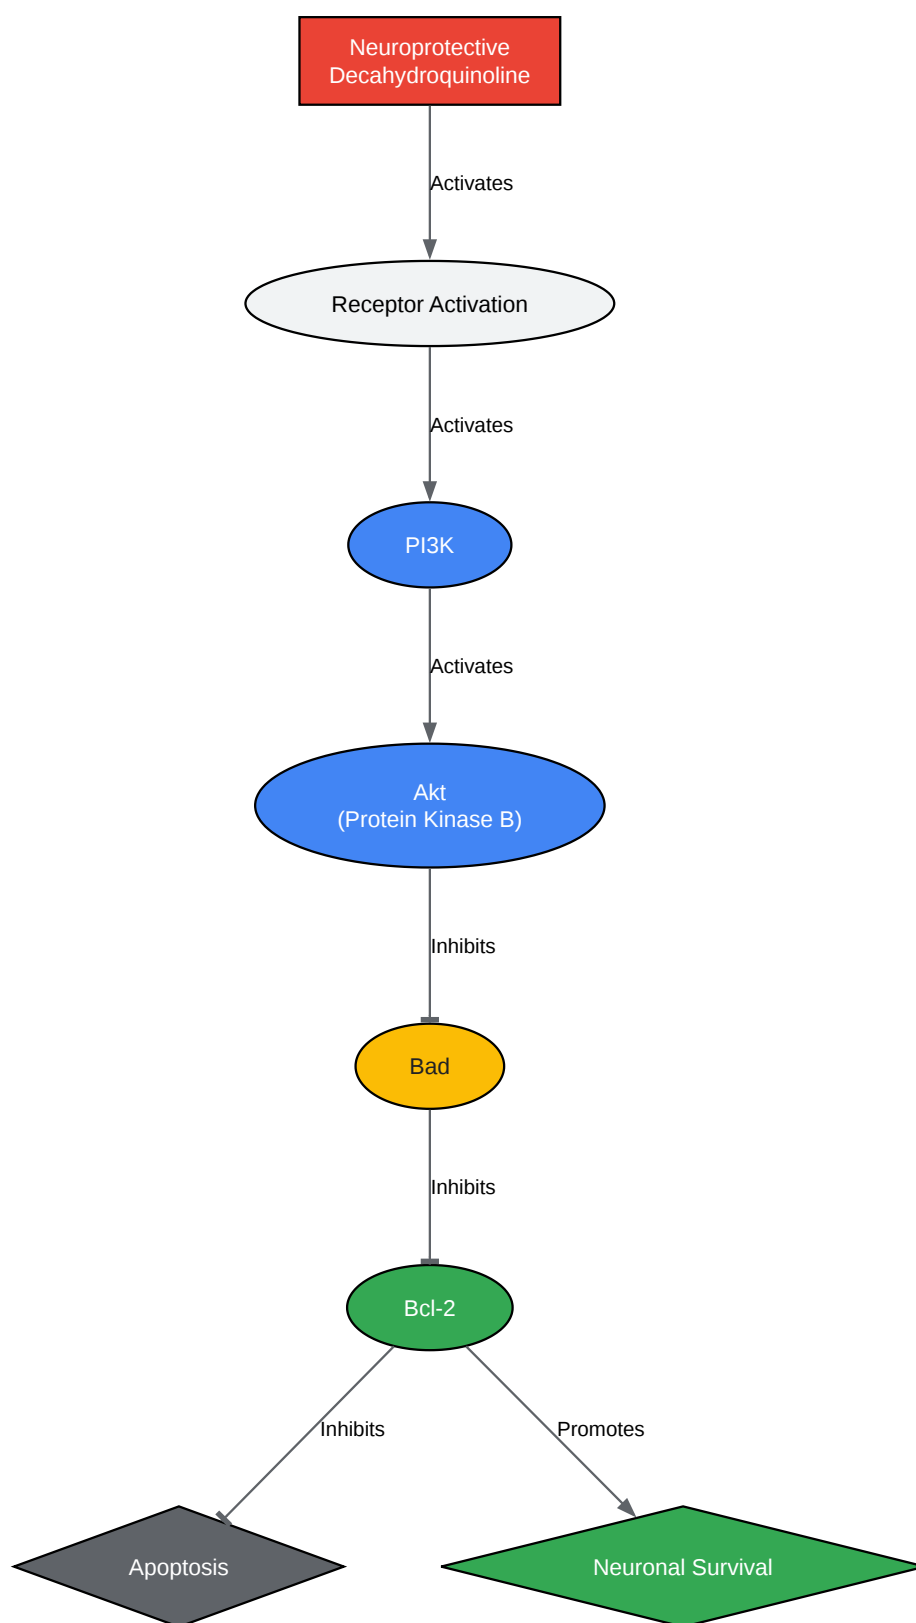 Neuroprotective
Decahydroquinoline
Activates
Receptor Activation
Activates
PI3K
Activates
Akt
(Protein Kinase B)
Inhibits
Bad
Inhibits
Bcl-2
Inhibits
Promotes
Apoptosis
Neuronal Survival